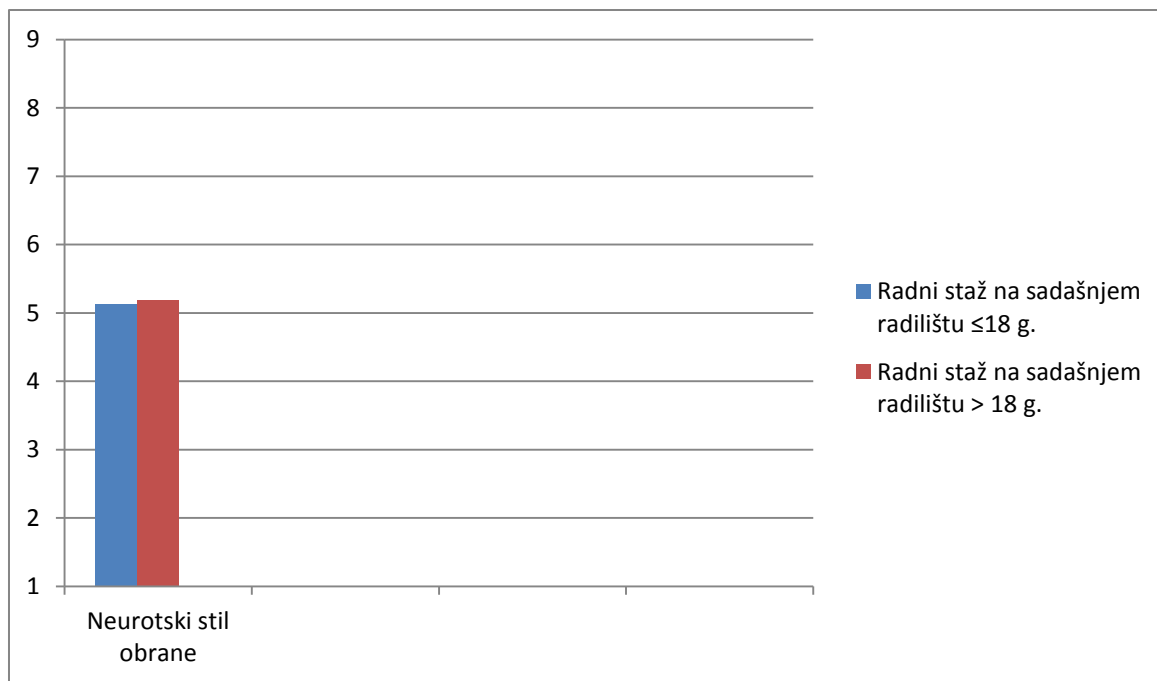 9
8
7
6
5
4
3
2
1
Neurotski stil
obrane
Radni staž na sadašnjem
radilištu ≤18 g.
Radni staž na sadašnjem
radilištu > 18 g.